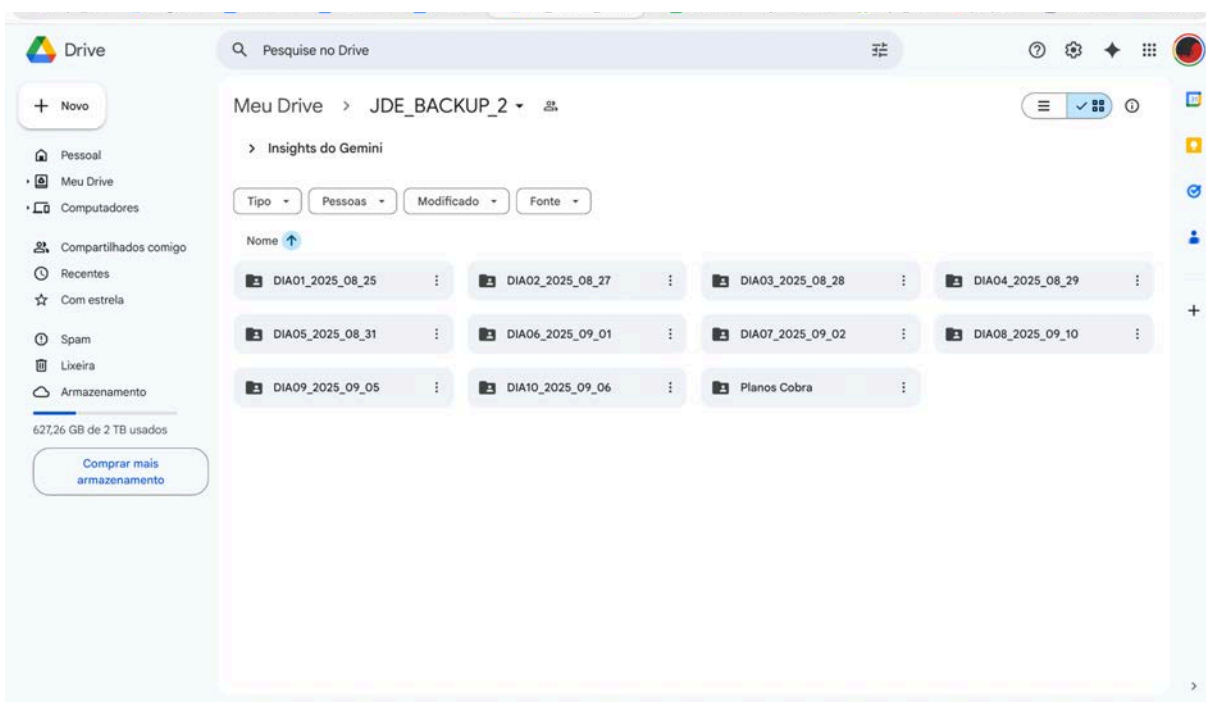 Drive
Pesquise no Drive
Novo
Meu Drive > JDE_BACKUP_2
Insights do Gemini
Pessoal
Meu Drive
Computadores
Compartilhados comigo
Recentes
Com estrela
Spam
Lixeira
Armazenamento
627,26 GB de 2 TB usados
Comprar mais
armazenamento
Tipo Pessoas Modificado Fonte
Nome
DIA01_2025_08_25 DIA02_2025_08_27 DIA03_2025_08_28 DIA04_2025_08_29
DIA05_2025_08_31 DIA06_2025_09_01 DIA07_2025_09_02 DIA08_2025_09_10
DIA09_2025_09_05 DIA10_2025_09_06 Planos Cobra